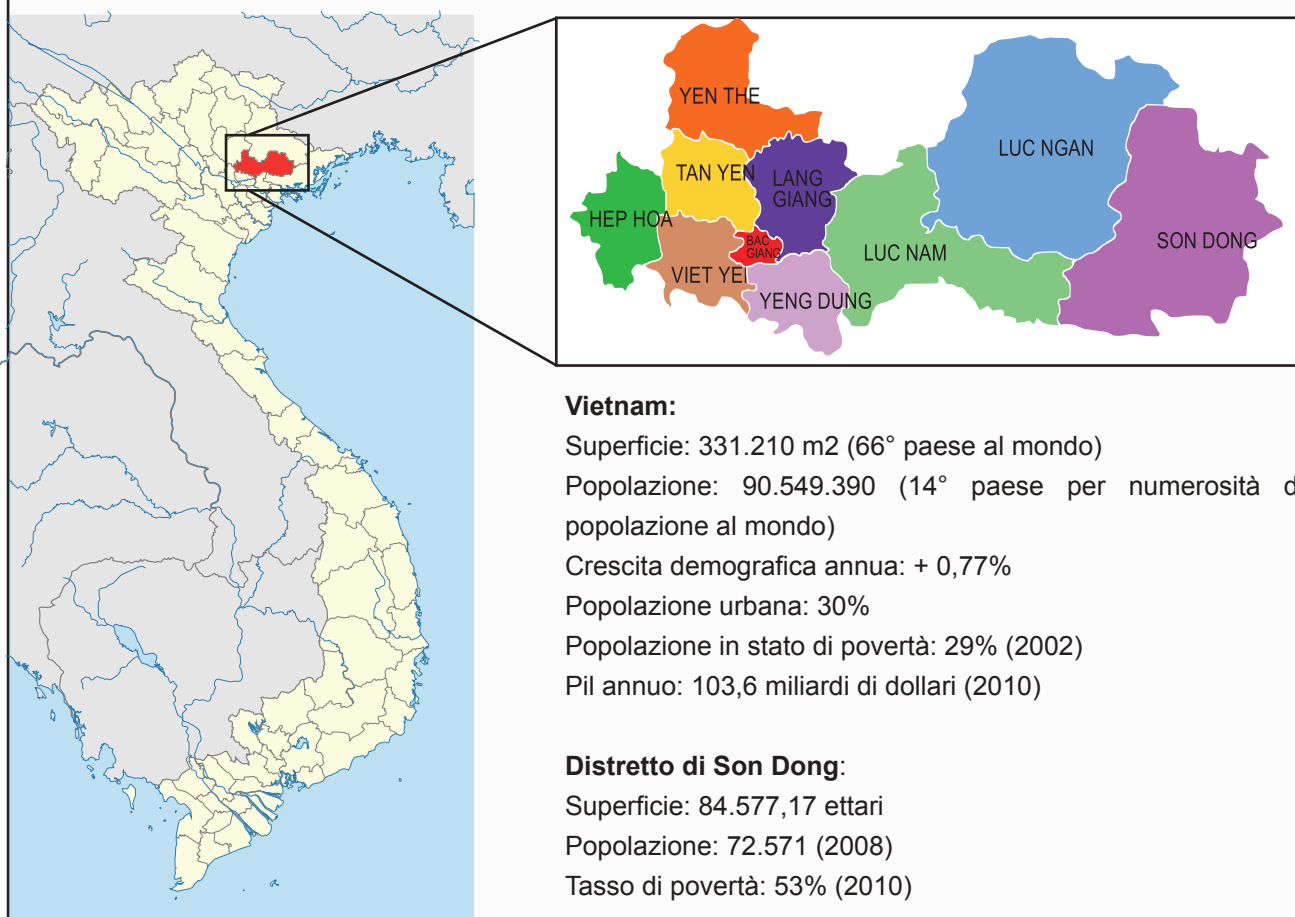 YEN THE
LUC NGAN
TAN YEN
LANG
GIANG
HEP HOA
BAC
GIANG
SON DONG
LUC NAM
VIET YEN
YENG DUNG
Vietnam:
Superficie: 331.210 m2 (66° paese al mondo)
Popolazione: 90.549.390 (14° paese per numerosità d
popolazione al mondo)
Crescita demografica annua: + 0,77%
Popolazione urbana: 30%
Popolazione in stato di povertà: 29% (2002)
Pil annuo: 103,6 miliardi di dollari (2010)
Distretto di Son Dong:
Superficie: 84.577,17 ettari
Popolazione: 72.571 (2008)
Tasso di povertà: 53% (2010)